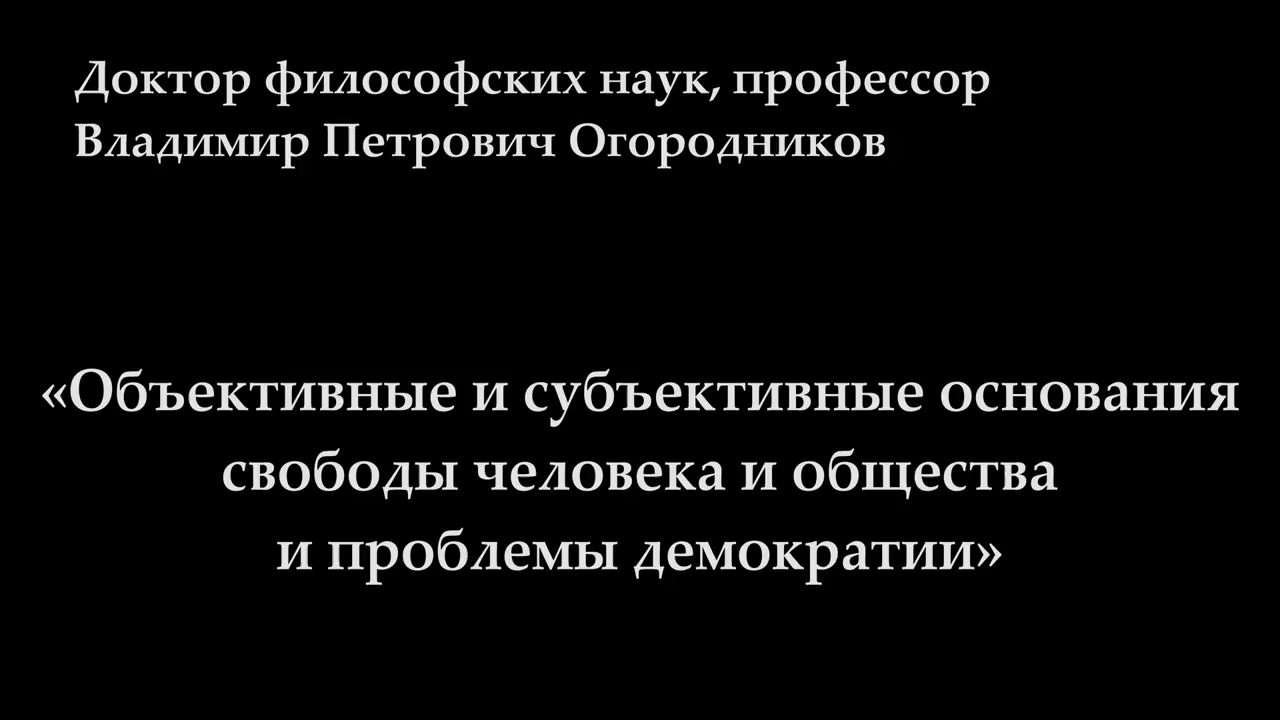 Доктор философских наук, профессор
Владимир Петрович Огородников
«Объективные и субъективные основания
свободы человека и общества
и проблемы демократии»